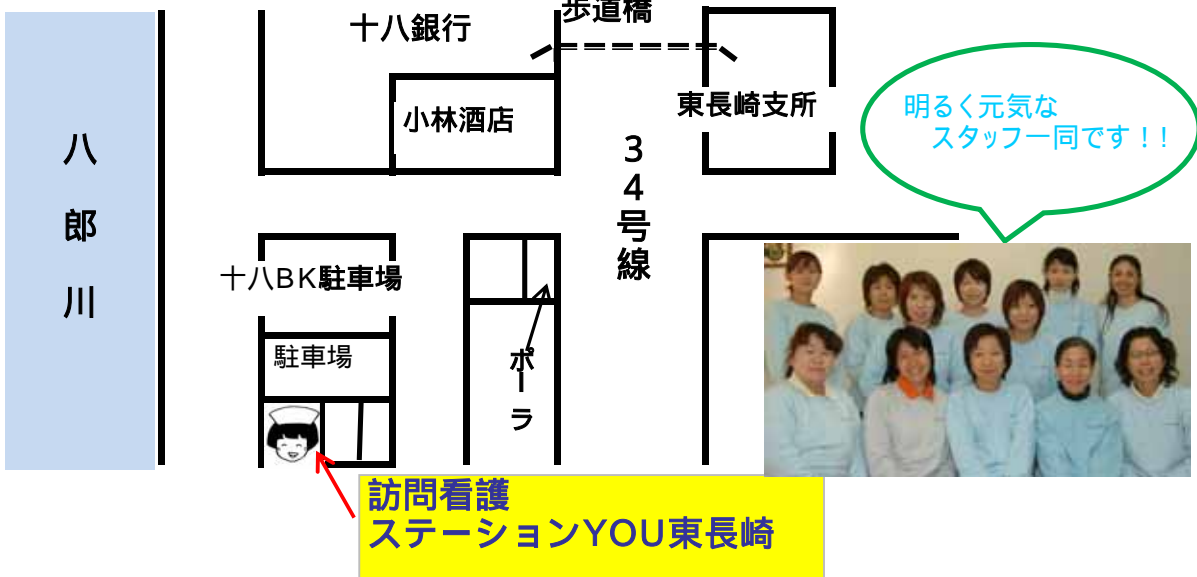 歩道橋
十八銀行
小林酒店
東長崎支所
明るく元気な
スタッフ一同です！！
八郎川
３４号線
十八ＢＫ駐車場
駐車場
ポーラ
訪問看護
ステーションYOU東長崎